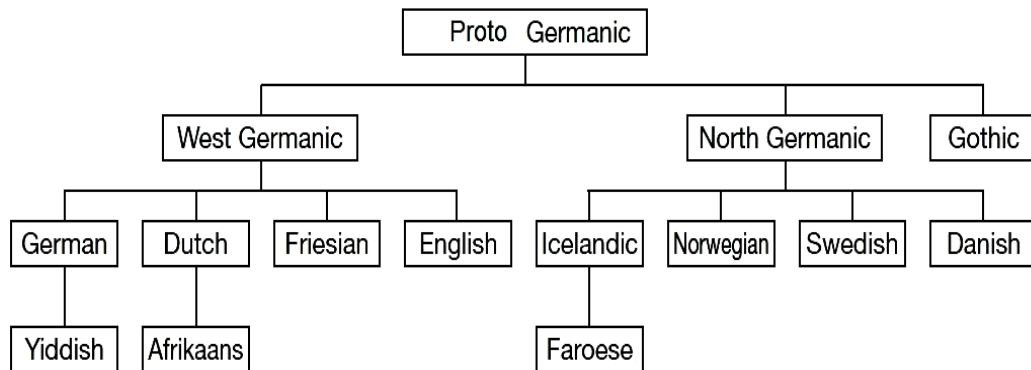 Proto Germanic
West Germanic
North Germanic
Gothic
German
Dutch
Friesian
English
Icelandic
Norwegian
Swedish
Danish
Yiddish
Afrikaans
Faroese